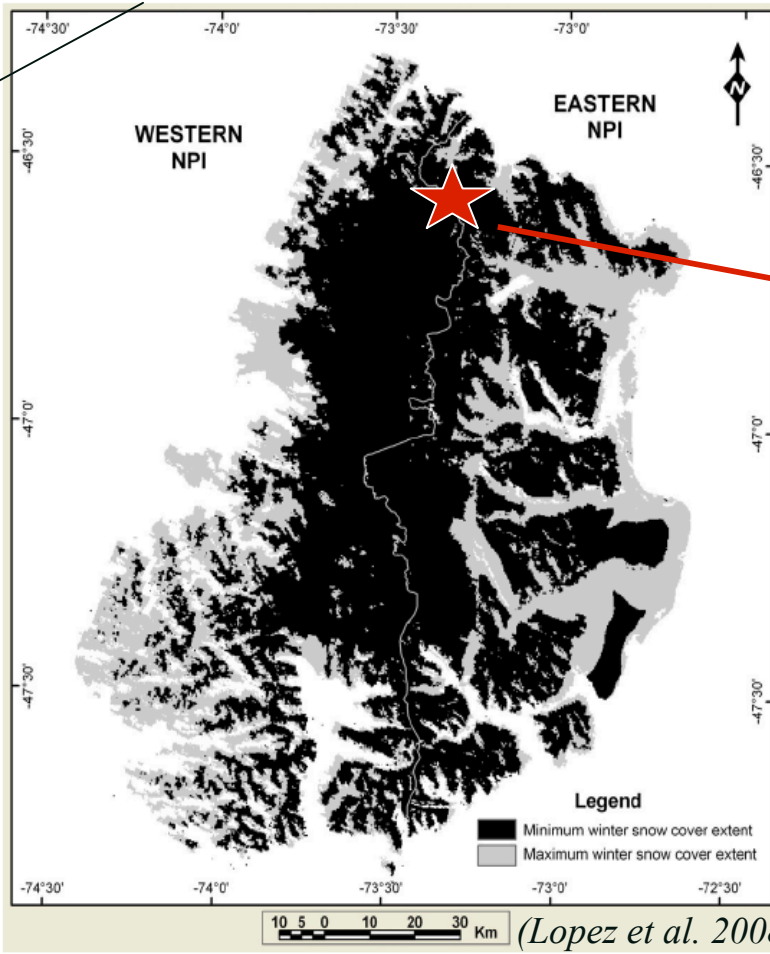 -74°30' -74°0' -73°30' -73°0'
N
WESTERN
NPI
EASTERN
NPI
-46°30' -46°30'
-47°0' -47°0'
-47°30' -47°30'
Legend
Minimum winter snow cover extent
Maximum winter snow cover extent
-74°30' -74°0' -73°30' -73°0' -72°30'
10 5 0 10 20 30 Km
(Lopez et al. 200